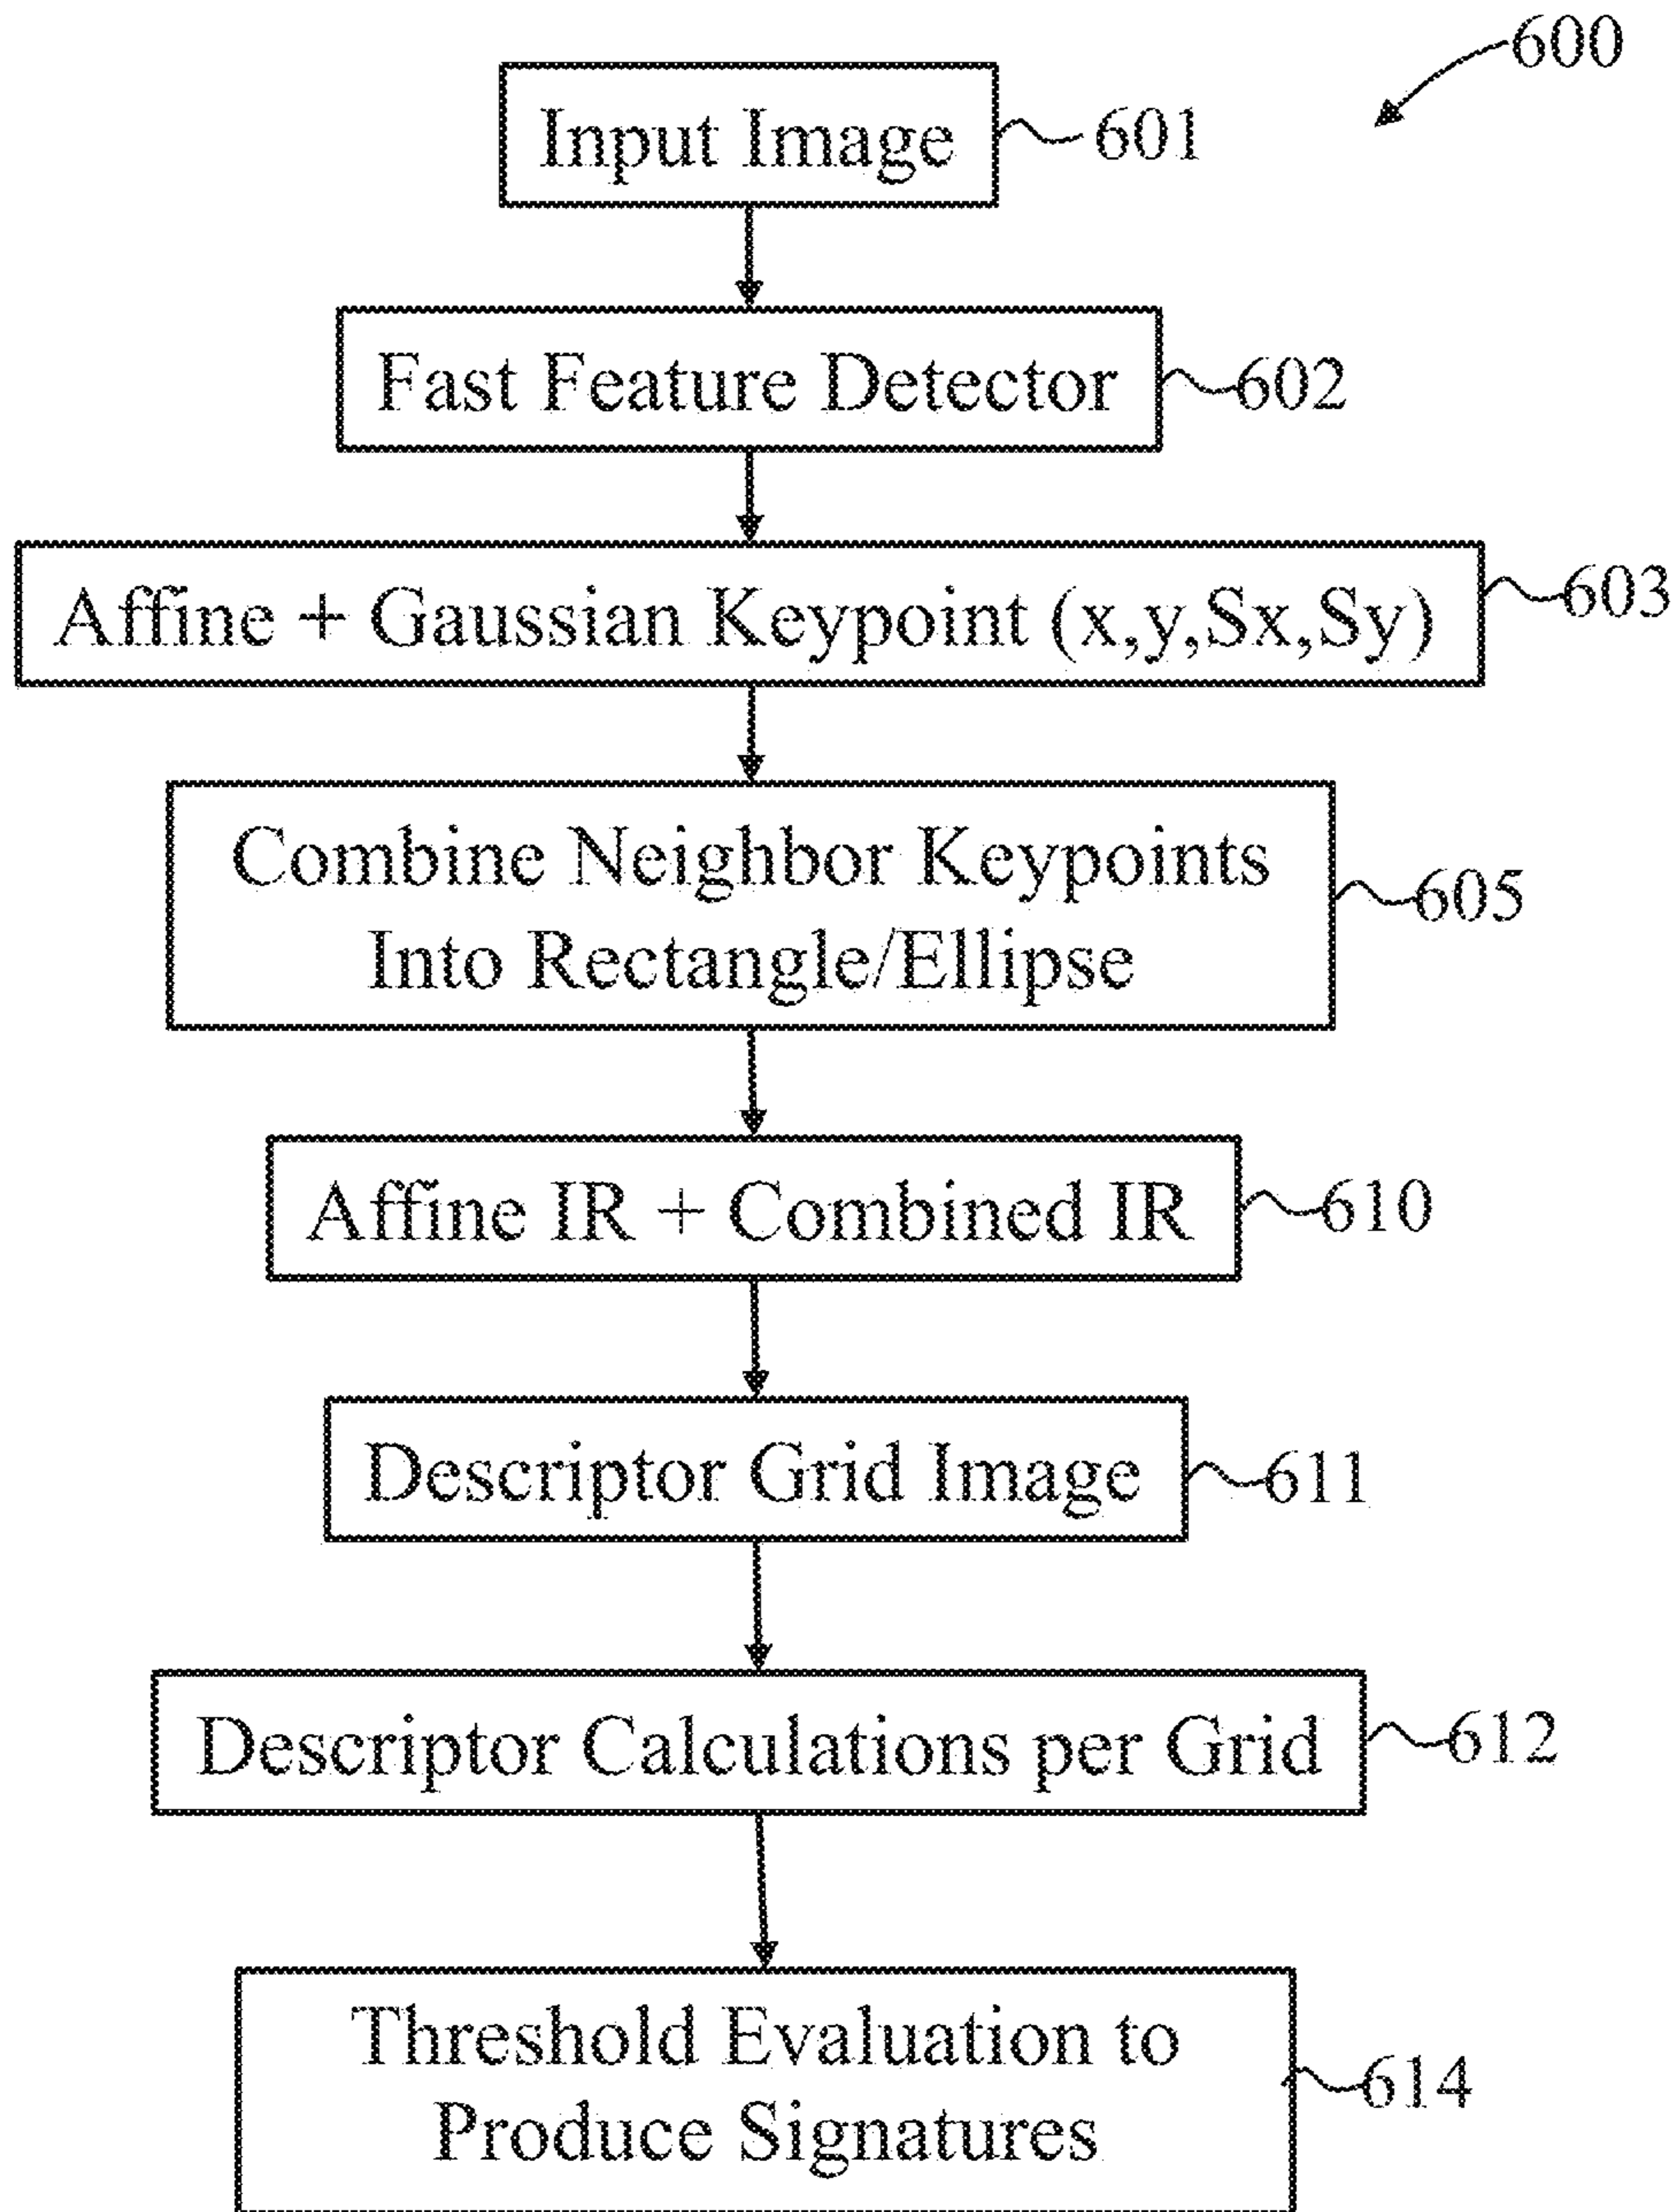 600
Input Image
601
Fast Feature Detector
602
Affine + Gaussian Keypoint (x,y,Sx,Sy)
603
Combine Neighbor Keypoints
Into Rectangle/Ellipse
605
Affine IR + Combined IR
610
Descriptor Grid Image
611
Descriptor Calculations per Grid
612
Threshold Evaluation to
Produce Signatures
614